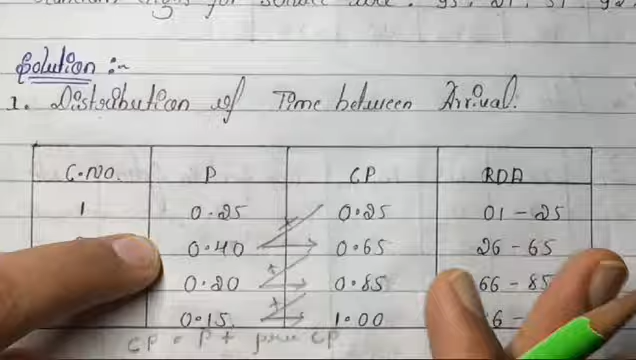 Solution :-
1. Distribution of Time between Arrival.
C.NO. P CP RDA
1 0.25 0.25 01 - 25
0.40 0.65 26 - 65
0.20 + 0.85 66 - 85
0.15 + 1.00 6 -
CP = P + CP